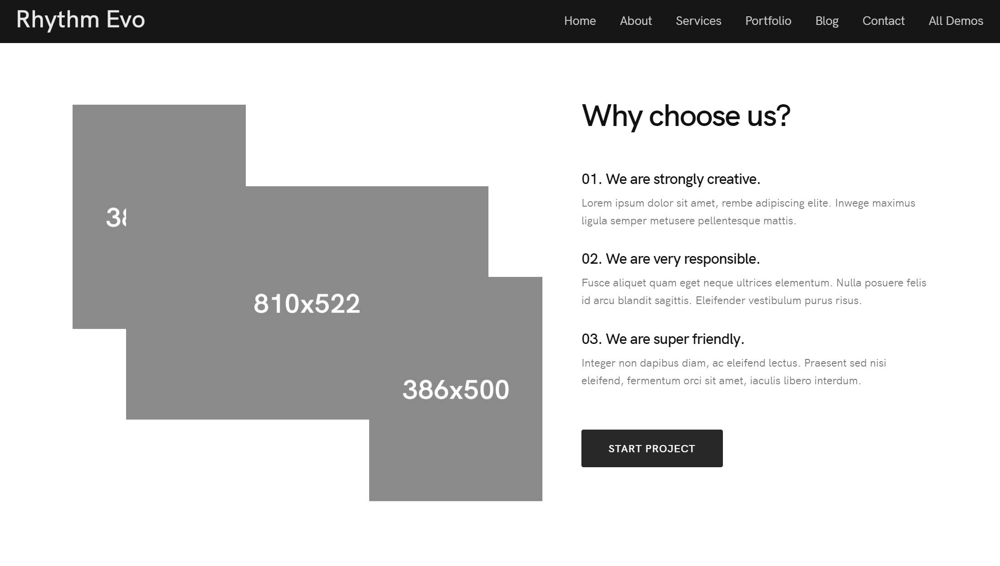 Rhythm Evo
Home About Services Portfolio Blog Contact All Demos
38
810x522
386x500
Why choose us?
01. We are strongly creative.
Lorem ipsum dolor sit amet, rembe adipiscing elite. Inwege maximus
ligula semper metusere pellentesque mattis.
02. We are very responsible.
Fusce aliquet quam eget neque ultrices elementum. Nulla posuere felis
id arcu blandit sagittis. Eleifender vestibulum purus risus.
03. We are super friendly.
Integer non dapibus diam, ac eleifend lectus. Praesent sed nisi
eleifend, fermentum orci sit amet, iaculis libero interdum.
START PROJECT